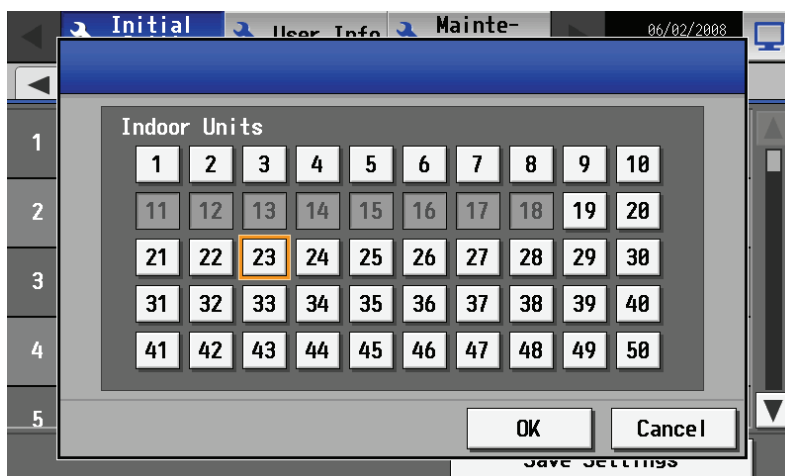 Initial User Info Mainte- 06/02/2008
Indoor Units
1 1 2 3 4 5 6 7 8 9 10
2 11 12 13 14 15 16 17 18 19 20
21 22 23 24 25 26 27 28 29 30
3 31 32 33 34 35 36 37 38 39 40
4 41 42 43 44 45 46 47 48 49 50
5 OK Cancel
Save Settings